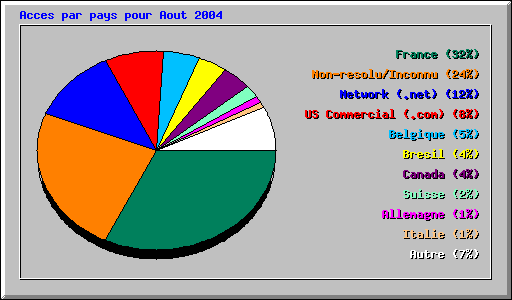 Acces par pays pour Aout 2004
France (32%)
Non-resolu/Inconnu (24%)
Network (.net) (12%)
US Commercial (.com) (8%)
Belgique (5%)
Bresil (4%)
Canada (4%)
Suisse (2%)
Allemagne (1%)
Italie (1%)
Autre (7%)